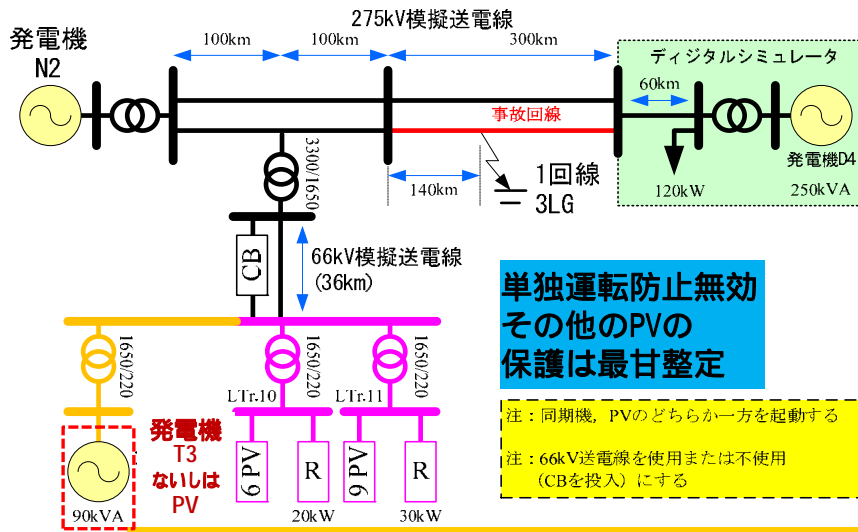 275kV模擬送電線
発電機
N2
100km
100km
300km
ディジタルシミュレータ
60km
事故回線
発電機D4
250kVA
120kW
140km
1回線
3LG
3300/1650
CB
66kV模擬送電線
(36km)
単独運転防止無効
その他のPVの
保護は最甘整定
1650/220
1650/220
1650/220
LTr.10
LTr.11
発電機
T3
ないしは
PV
90kVA
6 PV
R
20kW
6 PV
R
30kW
注：同期機，PVのどちらか一方を起動する
注：66kV送電線を使用または不使用
（CBを投入）にする